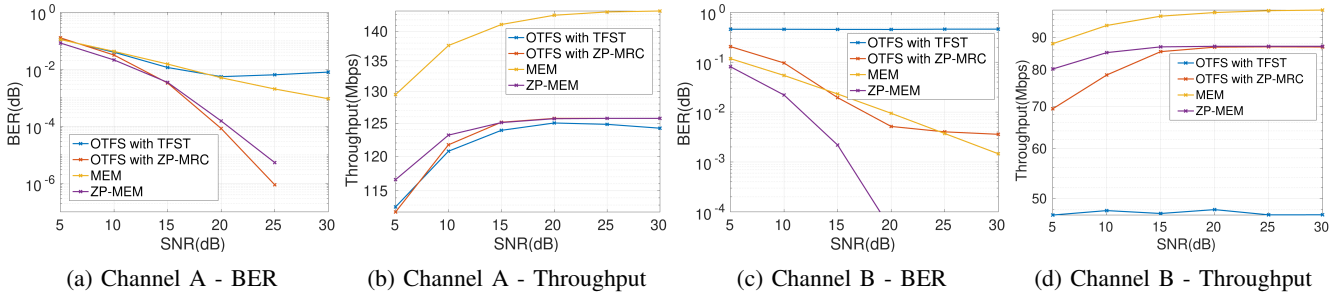 10^0
10^-2
10^-4
10^-6
BER(dB)
5 10 15 20 25 30
SNR(dB)
OTFS with TFST
OTFS with ZP-MRC
MEM
ZP-MEM
(a) Channel A - BER
140
135
130
125
120
115
Throughput(Mbps)
5 10 15 20 25 30
SNR(dB)
OTFS with TFST
OTFS with ZP-MRC
MEM
ZP-MEM
(b) Channel A - Throughput
10^0
10^-1
10^-2
10^-3
10^-4
BER(dB)
5 10 15 20 25 30
SNR(dB)
OTFS with TFST
OTFS with ZP-MRC
MEM
ZP-MEM
(c) Channel B - BER
90
80
70
60
50
Throughput(Mbps)
5 10 15 20 25 30
SNR(dB)
OTFS with TFST
OTFS with ZP-MRC
MEM
ZP-MEM
(d) Channel B - Throughput